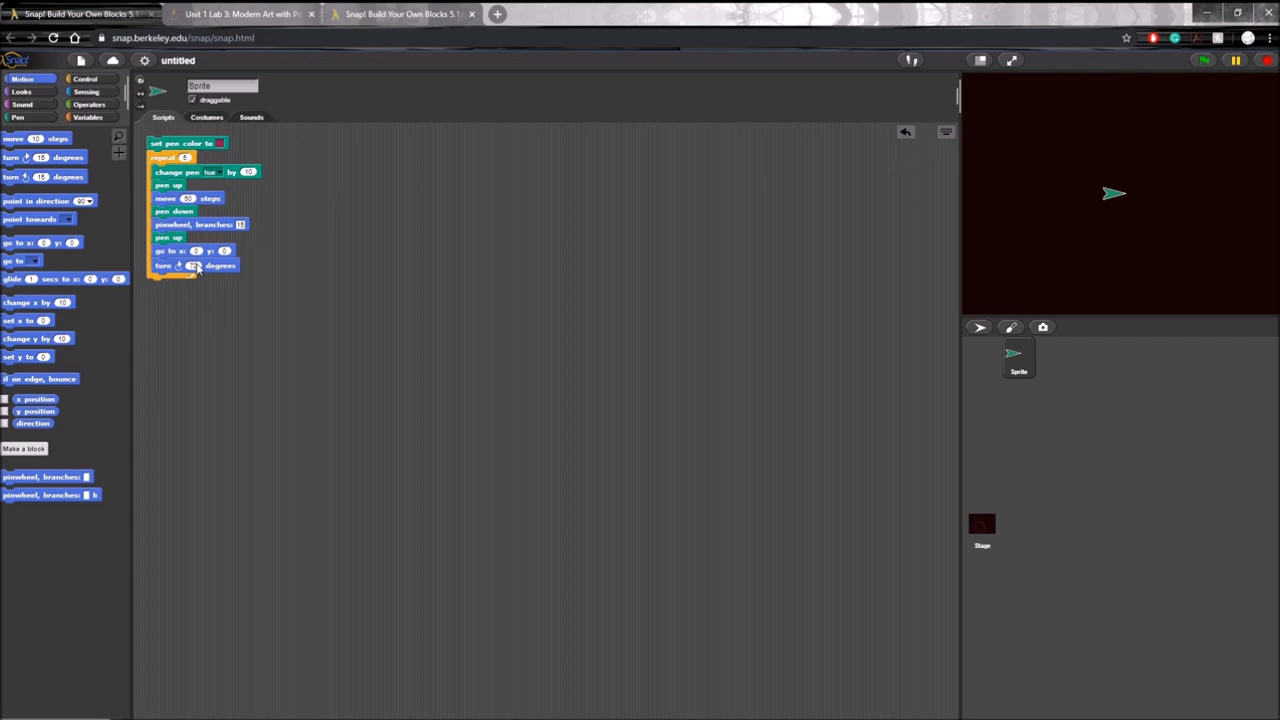 Snap! Build Your Own Blocks 5.1
Unit 1 Lab 3: Modern Art with Po
Snap! Build Your Own Blocks 5.1
snap.berkeley.edu/snap/snap.html
Snap!
untitled
Motion
Control
Looks
Sensing
Sound
Operators
Pen
Variables
Sprite
draggable
Scripts
Costumes
Sounds
move 10 steps
turn 15 degrees
turn 15 degrees
point in direction 90
point towards
go to x: 0 y: 0
go to
glide 1 secs to x: 0 y: 0
change x by 10
set x to 0
change y by 10
set y to 0
if on edge, bounce
x position
y position
direction
Make a block
pinwheel, branches:
pinwheel, branches: b
set pen color to
repeat 5
change pen hue by 10
pen up
move 50 steps
pen down
pinwheel, branches: 15
pen up
go to x: 0 y: 0
turn degrees
Sprite
Stage